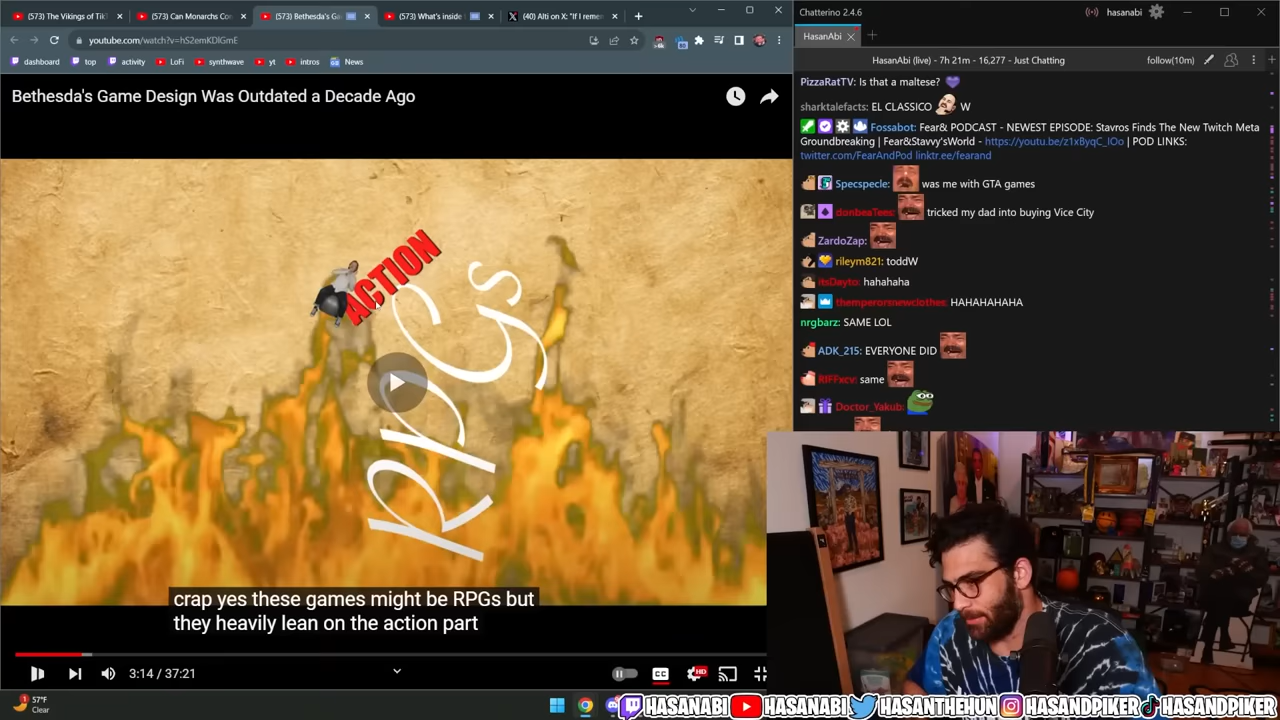 (573) The Vikings of Tik
(573) Can Monarchs Co
(573) Bethesda's Ga
(573) What's inside
(40) Alti on X: "If I reme
youtube.com/watch?v=hS2emKDlGmE
dashboard
top
activity
LoFi
synthwave
yt
intros
News
Bethesda's Game Design Was Outdated a Decade Ago
ACTION
RPGs
crap yes these games might be RPGs but
they heavily lean on the action part
3:14 / 37:21
CC
HD
57°F
Clear
Chatterino 2.4.6
hasanabi
HasanAbi
HasanAbi (live) - 7h 21m - 16,277 - Just Chatting
follow(10m)
PizzaRatTV: Is that a maltese?
sharktalefacts: EL CLASSICO W
Fossabot: Fear& PODCAST - NEWEST EPISODE: Stavros Finds The New Twitch Meta
Groundbreaking | Fear&Stavvy'sWorld - https://youtu.be/z1xByqC_IOo | POD LINKS:
twitter.com/FearAndPod linktr.ee/fearand
Specspecle: was me with GTA games
donbeaTees: tricked my dad into buying Vice City
ZardoZap:
rileym821: toddW
itsDayto: hahahaha
themperorsnewclothes: HAHAHAHAHA
nrgbarz: SAME LOL
ADK_215: EVERYONE DID
RIFFxcv: same
Doctor_Yakub:
HASANABI
HASANABI
HASANTHEHUN
HASANDPIKER
HASANDPIKER